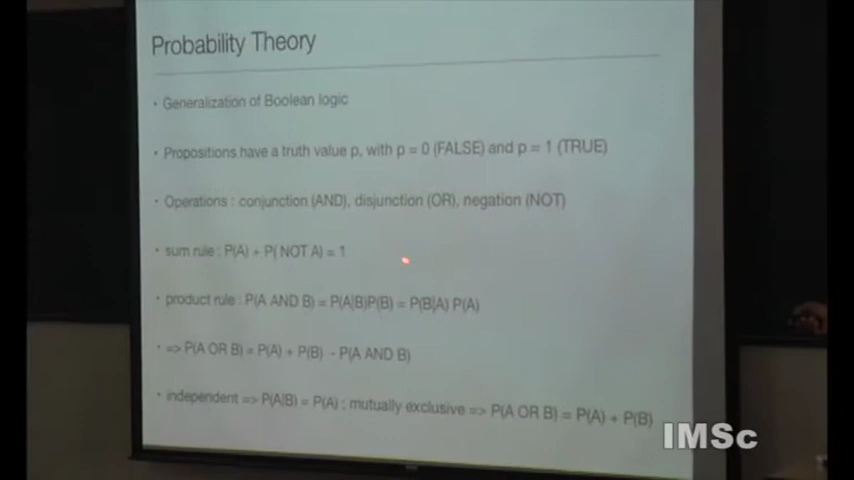 Probability Theory
• Generalization of Boolean logic
• Propositions have a truth value p, with p = 0 (FALSE) and p = 1 (TRUE)
• Operations : conjunction (AND), disjunction (OR), negation (NOT)
• sum rule : P(A) + P( NOT A) = 1
• product rule : P(A AND B) = P(A|B)P(B) = P(B|A) P(A)
• => P(A OR B) = P(A) + P(B) - P(A AND B)
• independent => P(A|B) = P(A) ; mutually exclusive => P(A OR B) = P(A) + P(B)
IMSc